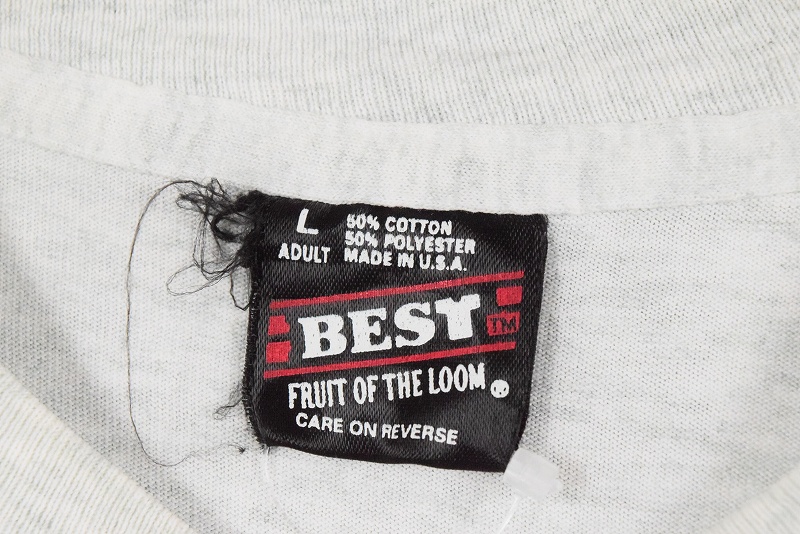 L
ADULT
50% COTTON
50% POLYESTER
MADE IN U.S.A.
BEST TM
FRUIT OF THE LOOM
CARE ON REVERSE